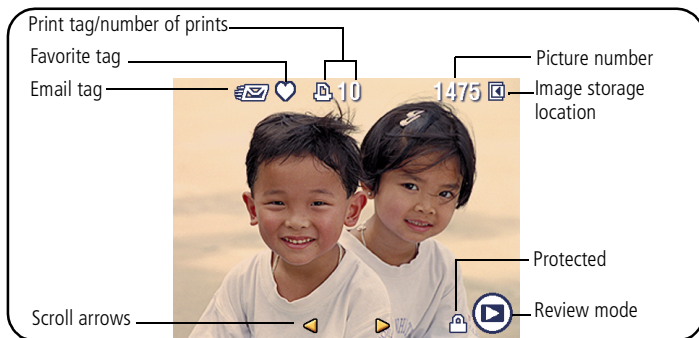 Print tag/number of prints
Favorite tag
Email tag
10
1475
Picture number
Image storage
location
Protected
Review mode
Scroll arrows